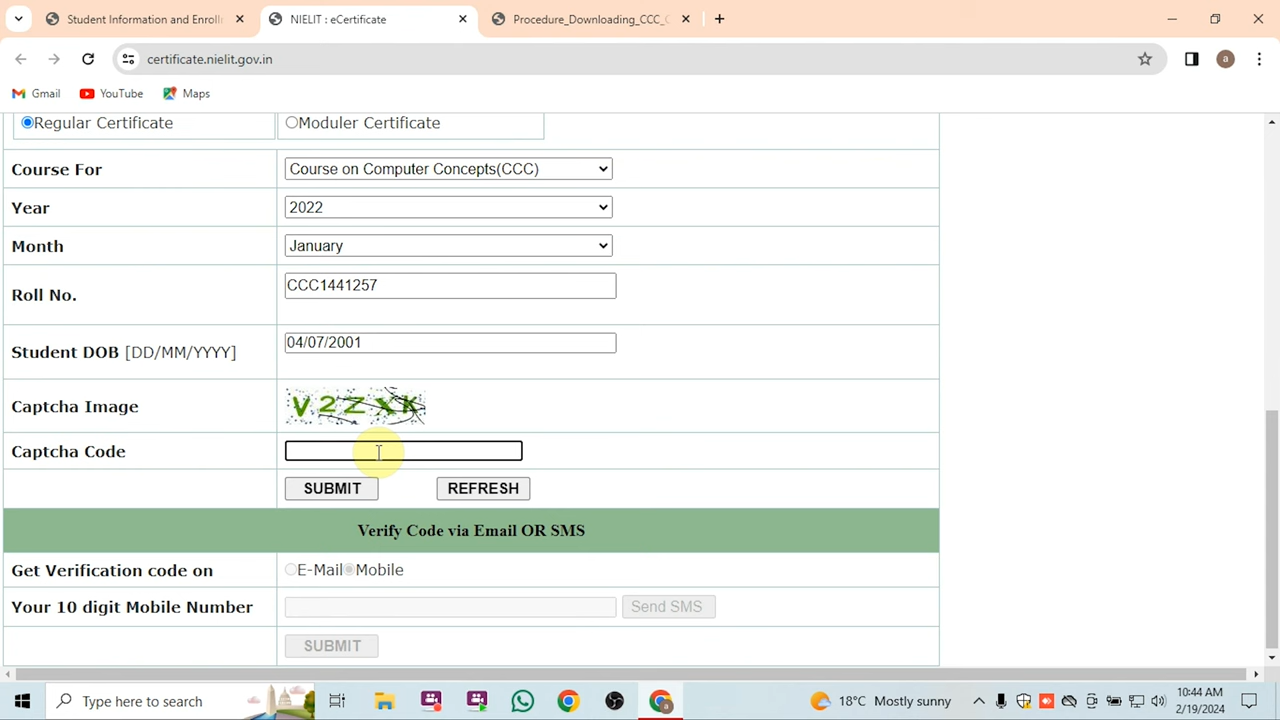 Student Information and Enroll
NIELIT : eCertificate
Procedure_Downloading_CCC_C
certificate.nielit.gov.in
a
Gmail
YouTube
Maps
Regular Certificate
Moduler Certificate
Course For
Course on Computer Concepts(CCC)
Year
2022
Month
January
Roll No.
CCC1441257
Student DOB [DD/MM/YYYY]
04/07/2001
Captcha Image
V2ZXK
Captcha Code
SUBMIT
REFRESH
Verify Code via Email OR SMS
Get Verification code on
E-Mail Mobile
Your 10 digit Mobile Number
Send SMS
SUBMIT
Type here to search
18°C Mostly sunny
10:44 AM
2/19/2024